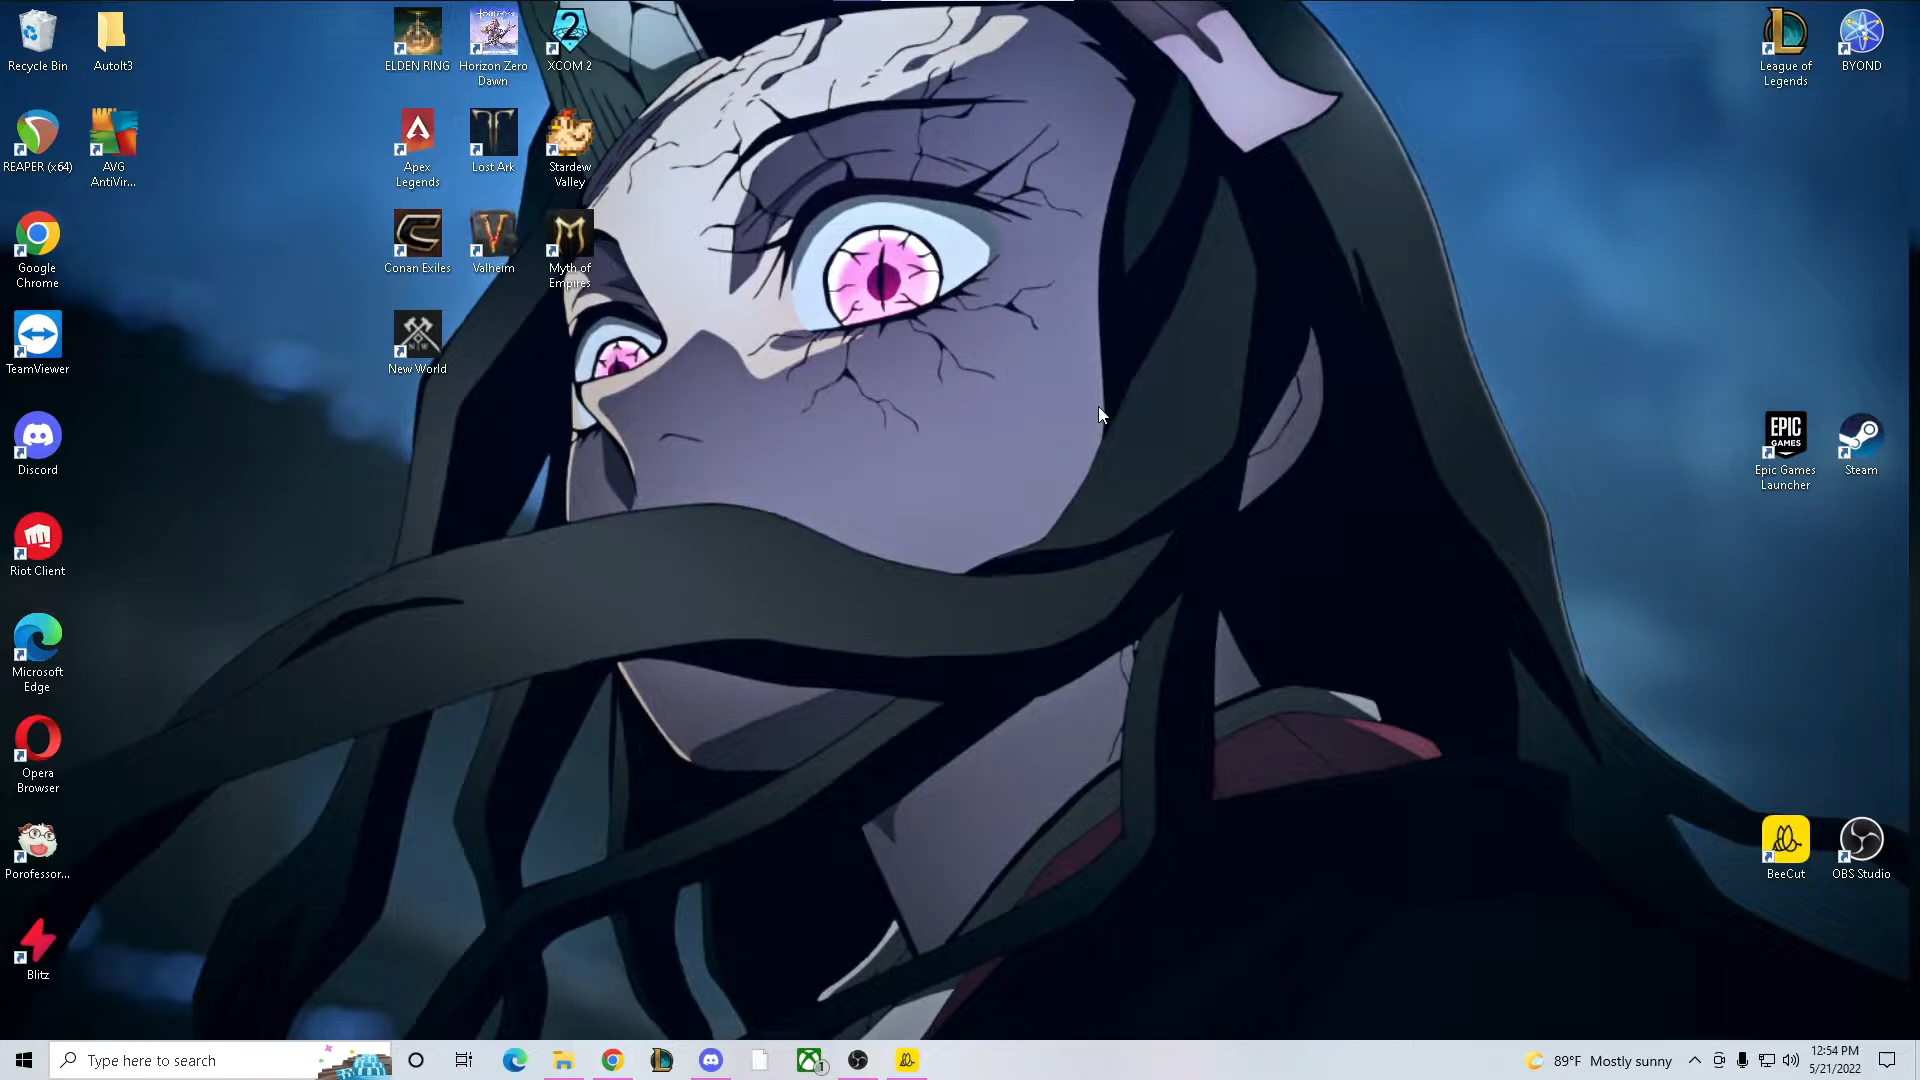 Recycle Bin
AutoIt3
REAPER (x64)
AVG
AntiVir...
Google
Chrome
TeamViewer
Discord
Riot Client
Microsoft
Edge
Opera
Browser
Porofessor...
Blitz
ELDEN RING
Horizon Zero
Dawn
2
XCOM 2
Apex
Legends
Lost Ark
Stardew
Valley
Conan Exiles
Valheim
Myth of
Empires
NW
New World
League of
Legends
BYOND
EPIC
GAMES
Epic Games
Launcher
Steam
BeeCut
OBS Studio
Type here to search
1
89°F Mostly sunny
12:54 PM
5/21/2022